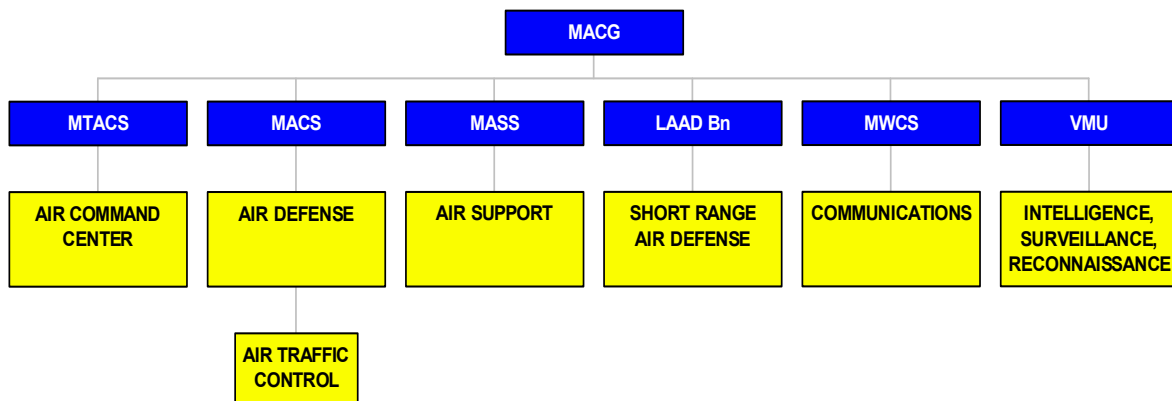 MACG
MTACS
MACS
MASS
LAAD Bn
MWCS
VMU
AIR COMMAND
CENTER
AIR DEFENSE
AIR SUPPORT
SHORT RANGE
AIR DEFENSE
COMMUNICATIONS
INTELLIGENCE,
SURVEILLANCE,
RECONNAISSANCE
AIR TRAFFIC
CONTROL